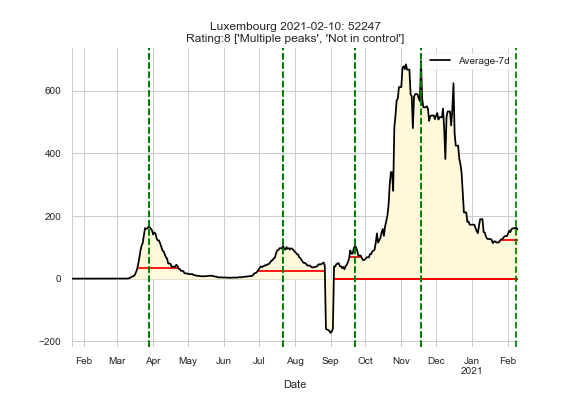 Luxembourg 2021-02-10: 52247
Rating:8 ['Multiple peaks', 'Not in control']
Average-7d
600
400
200
0
−200
Feb Mar Apr May Jun Jul Aug Sep Oct Nov Dec Jan Feb
2021
Date